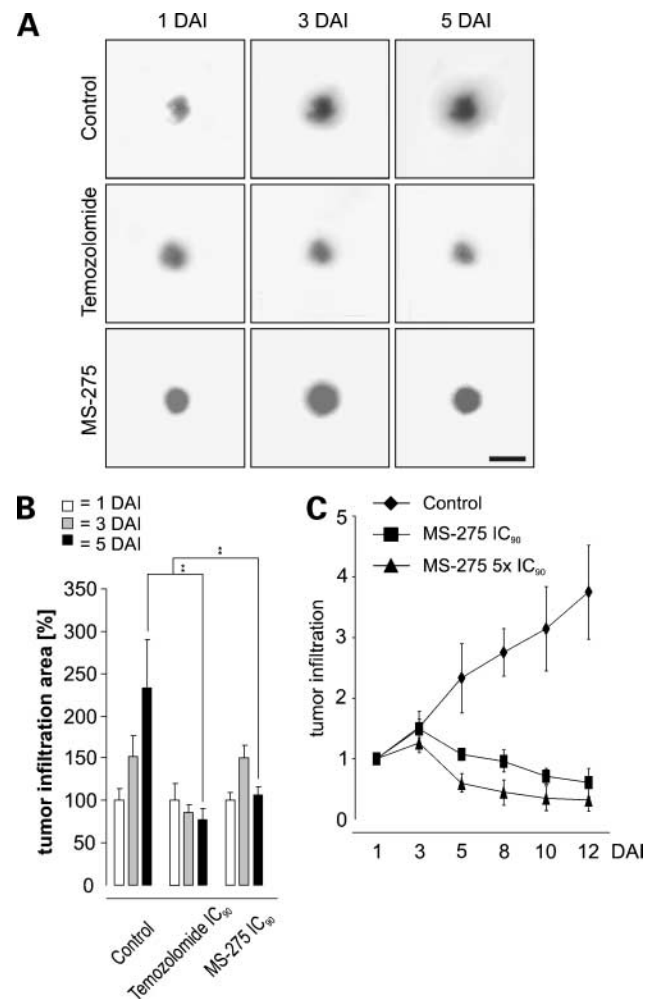 A
1 DAI 3 DAI 5 DAI
Control
Temozolomide
MS-275
B
= 1 DAI
= 3 DAI
= 5 DAI
**
**
tumor infiltration area [%]
350
300
250
200
150
100
50
0
Control
Temozolomide IC90
MS-275 IC90
C
Control
MS-275 IC90
MS-275 5x IC90
tumor infiltration
5
4
3
2
1
0
1 3 5 8 10 12 DAI